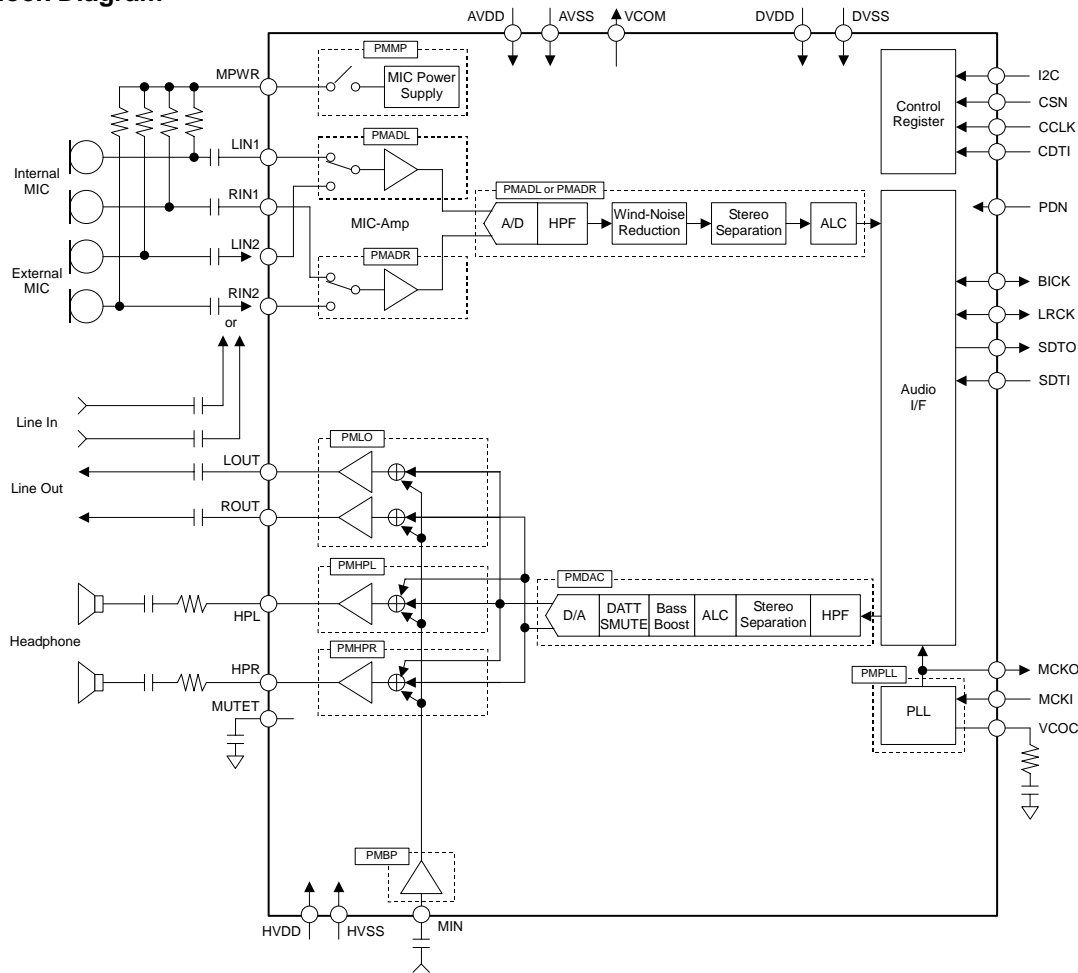 AVDD AVSS VCOM DVDD DVSS
PMMP
MPWR
MIC Power
Supply
I2C
CSN
CCLK
CDTI
Control
Register
PMADL
LIN1
Internal
MIC
RIN1
MIC-Amp
LIN2
External
MIC
PMADR
RIN2
or
PMADL or PMADR
A/D
HPF
Wind-Noise
Reduction
Stereo
Separation
ALC
PDN
BICK
LRCK
SDTO
SDTI
Audio
I/F
Line In
PMLO
LOUT
Line Out
ROUT
PMHPL
HPL
Headphone
PMHPR
HPR
MUTET
PMDAC
D/A
DATT
SMUTE
Bass
Boost
ALC
Stereo
Separation
HPF
PMPLL
PLL
MCKO
MCKI
VCOC
PMBP
HVDD HVSS MIN